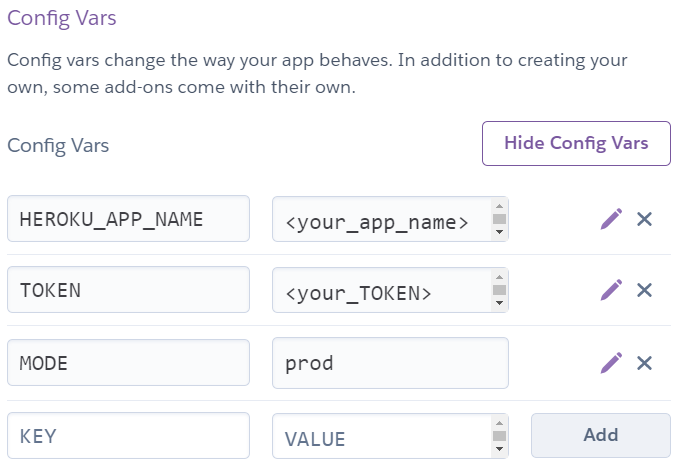 Config Vars
Config vars change the way your app behaves. In addition to creating your
own, some add-ons come with their own.
Config Vars
Hide Config Vars
HEROKU_APP_NAME <your_app_name>
TOKEN <your_TOKEN>
MODE prod
KEY VALUE Add